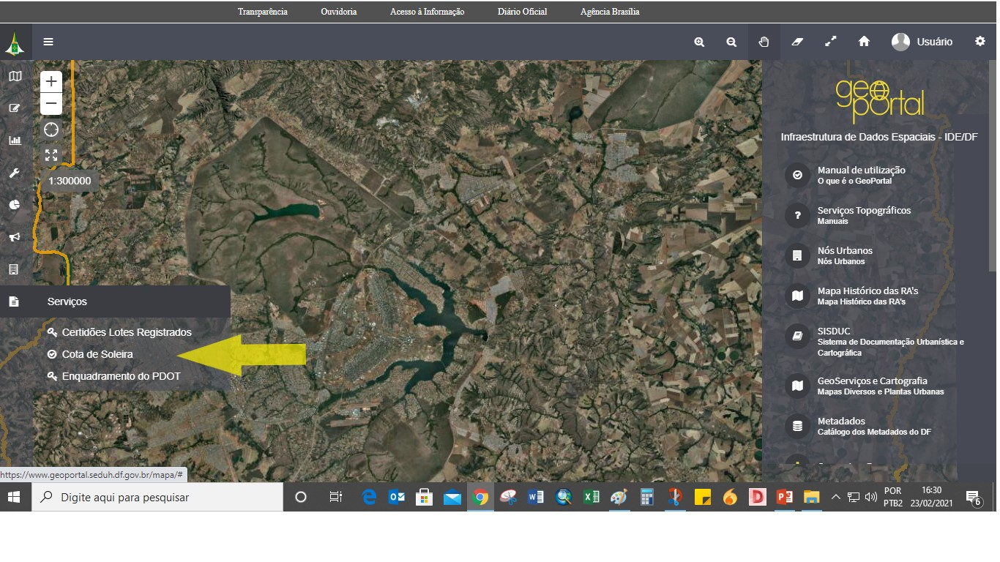 Transparência Ouvidoria Acesso à Informação Diário Oficial Agência Brasília
Usuário
+
−
1:300000
Serviços
Certidões Lotes Registrados
Cota de Soleira
Enquadramento do PDOT
geo
portal
Infraestrutura de Dados Espaciais - IDE/DF
Manual de utilização
O que é o GeoPortal
Serviços Topográficos
Manuais
Nós Urbanos
Nós Urbanos
Mapa Histórico das RA's
Mapa Histórico das RA's
SISDUC
Sistema de Documentação Urbanística e
Cartográfica
GeoServiços e Cartografia
Mapas Diversos e Plantas Urbanas
Metadados
Catálogo dos Metadados do DF
https://www.geoportal.seduh.df.gov.br/mapa/#
Digite aqui para pesquisar
POR
PTB2
16:30
23/02/2021
6